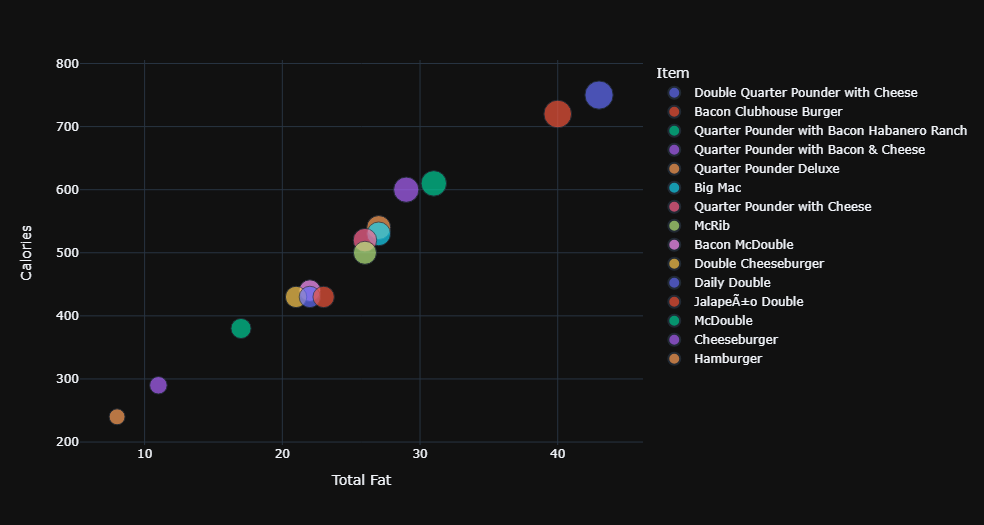 800
700
600
500
400
300
200
Calories
10
20
30
40
Total Fat
Item
Double Quarter Pounder with Cheese
Bacon Clubhouse Burger
Quarter Pounder with Bacon Habanero Ranch
Quarter Pounder with Bacon & Cheese
Quarter Pounder Deluxe
Big Mac
Quarter Pounder with Cheese
McRib
Bacon McDouble
Double Cheeseburger
Daily Double
JalapeÃ±o Double
McDouble
Cheeseburger
Hamburger